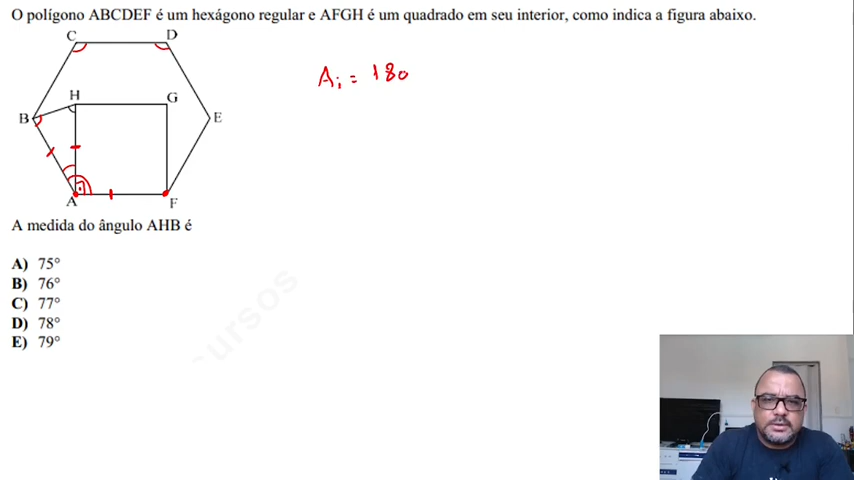 O polígono ABCDEF é um hexágono regular e AFGH é um quadrado em seu interior, como indica a figura abaixo.
C D
A i = 180
H G
B E
A F
A medida do ângulo AHB é
A) 75°
B) 76°
C) 77°
D) 78°
E) 79°
cursos